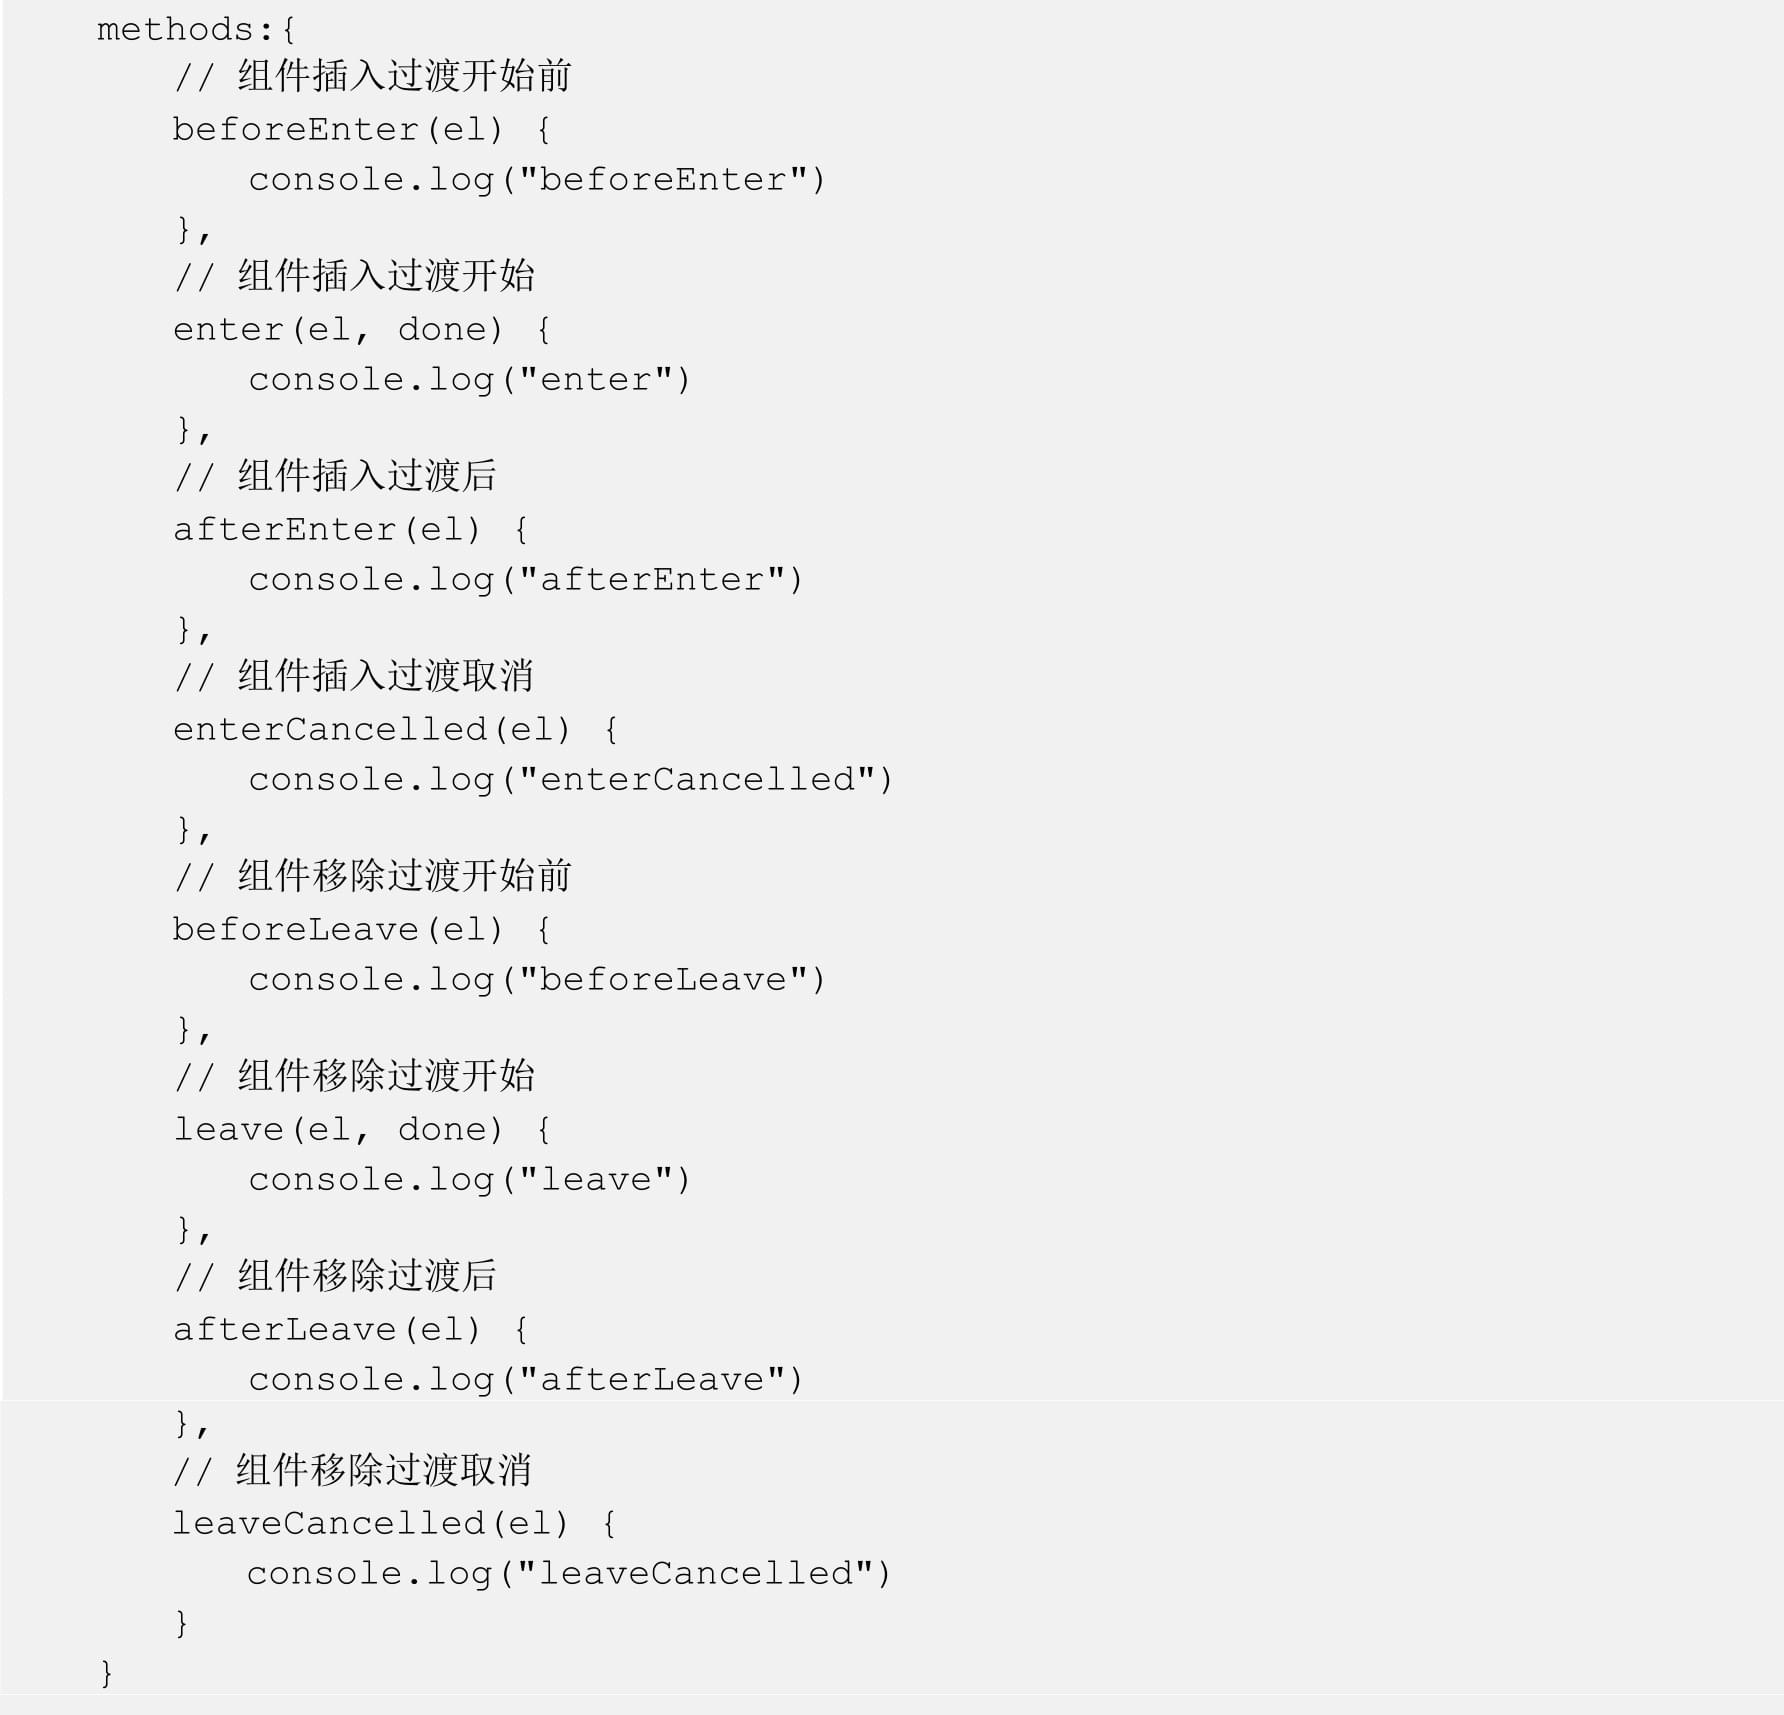 methods:{
// 组件插入过渡开始前
beforeEnter(el) {
console.log("beforeEnter")
},
// 组件插入过渡开始
enter(el, done) {
console.log("enter")
},
// 组件插入过渡后
afterEnter(el) {
console.log("afterEnter")
},
// 组件插入过渡取消
enterCancelled(el) {
console.log("enterCancelled")
},
// 组件移除过渡开始前
beforeLeave(el) {
console.log("beforeLeave")
},
// 组件移除过渡开始
leave(el, done) {
console.log("leave")
},
// 组件移除过渡后
afterLeave(el) {
console.log("afterLeave")
},
// 组件移除过渡取消
leaveCancelled(el) {
console.log("leaveCancelled")
}
}